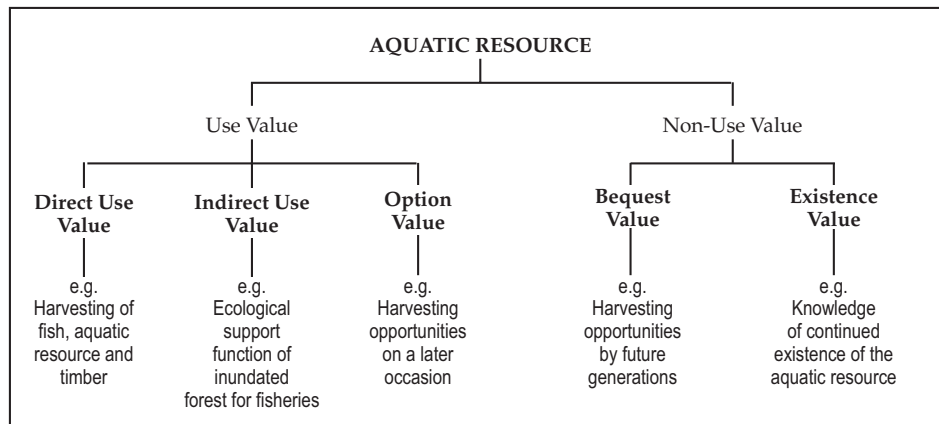 AQUATIC RESOURCE
Use Value
Non-Use Value
Direct Use
Value
Indirect Use
Value
Option
Value
Bequest
Value
Existence
Value
e.g.
Harvesting of
fish, aquatic
resource and
timber
e.g.
Ecological
support
function of
inundated
forest for fisheries
e.g.
Harvesting
opportunities
on a later
occasion
e.g.
Harvesting
opportunities
by future
generations
e.g.
Knowledge
of continued
existence of the
aquatic resource